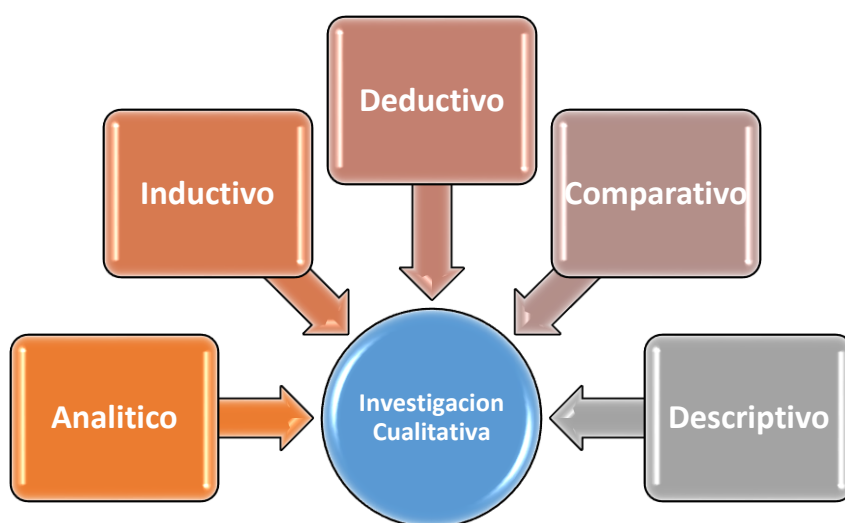 Deductivo
Inductivo
Comparativo
Analitico
Investigacion
Cualitativa
Descriptivo